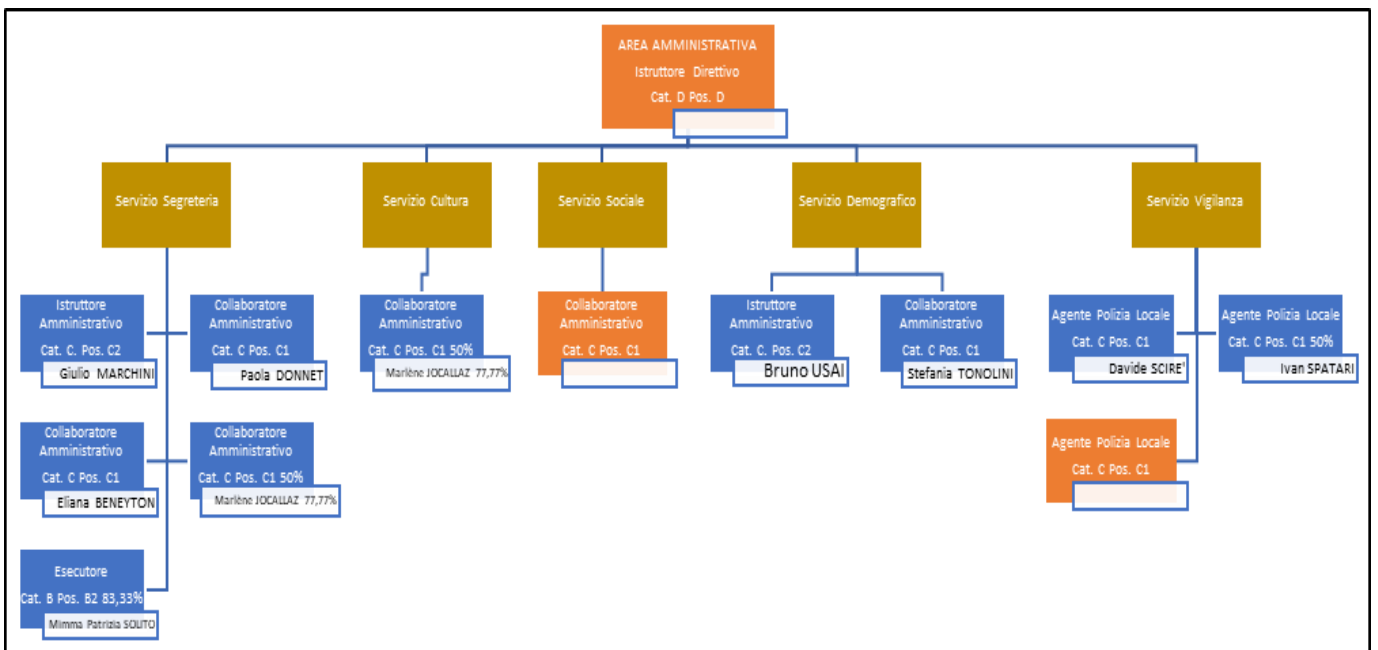 AREA AMMINISTRATIVA
Istruttore Direttivo
Cat. D Pos. D
Servizio Segreteria
Servizio Cultura
Servizio Sociale
Servizio Demografico
Servizio Vigilanza
Istruttore
Amministrativo
Cat. C. Pos. C2
Giulio MARCHINI
Collaboratore
Amministrativo
Cat. C Pos. C1
Paola DONNET
Collaboratore
Amministrativo
Cat. C Pos. C1 50%
Marlène JOCALLAZ 77,77%
Collaboratore
Amministrativo
Cat. C Pos. C1
Istruttore
Amministrativo
Cat. C. Pos. C2
Bruno USAI
Collaboratore
Amministrativo
Cat. C Pos. C1
Stefania TONOLINI
Agente Polizia Locale
Cat. C Pos. C1
Davide SCIRE'
Agente Polizia Locale
Cat. C Pos. C1 50%
Ivan SPATARI
Collaboratore
Amministrativo
Cat. C Pos. C1
Eliana BENEYTON
Collaboratore
Amministrativo
Cat. C Pos. C1 50%
Marlène JOCALLAZ 77,77%
Agente Polizia Locale
Cat. C Pos. C1
Esecutore
Cat. B Pos. B2 83,33%
Mimma Patrizia SOLITO